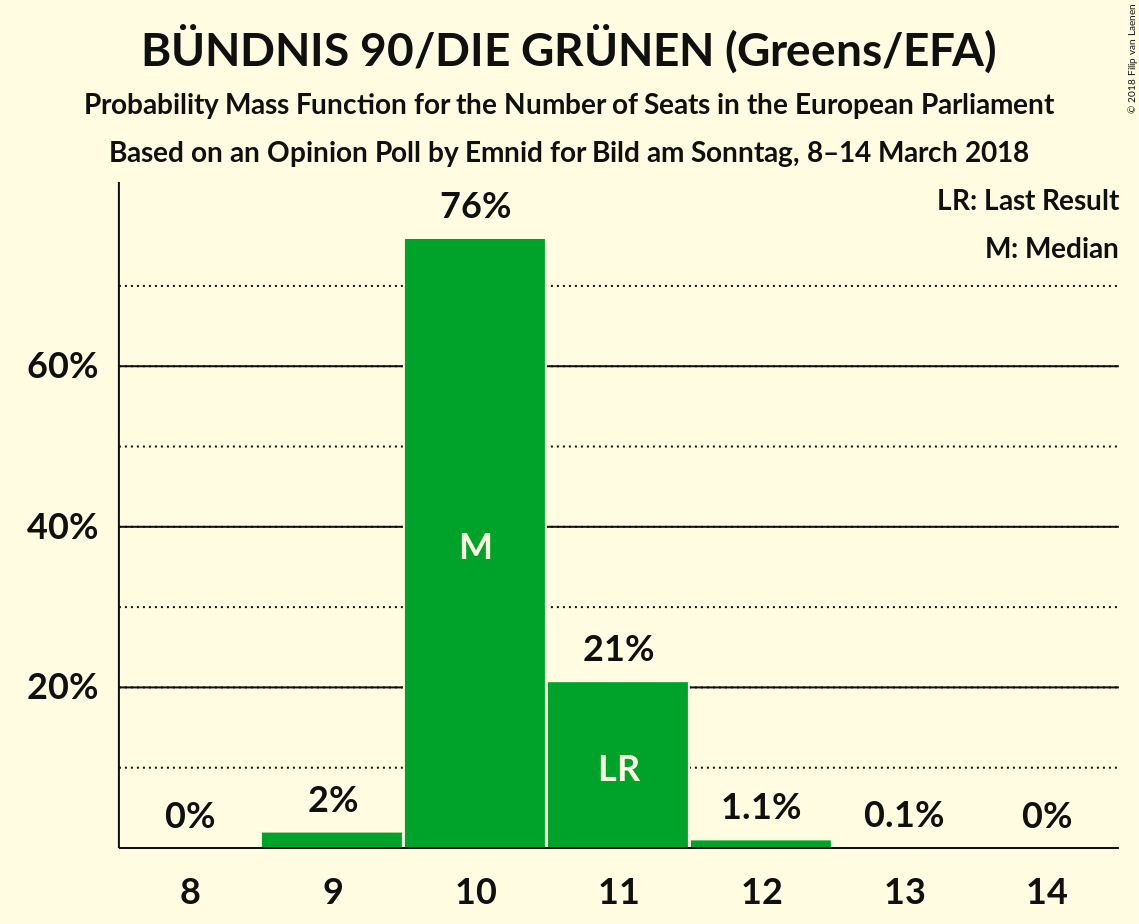 BÜNDNIS 90/DIE GRÜNEN (Greens/EFA)
Probability Mass Function for the Number of Seats in the European Parliament
Based on an Opinion Poll by Emnid for Bild am Sonntag, 8–14 March 2018
© 2018 Filip van Laenen
LR: Last Result
M: Median
76%
60%
40%
20%
M
21%
LR
0%
2%
1.1%
0.1%
0%
8 9 10 11 12 13 14